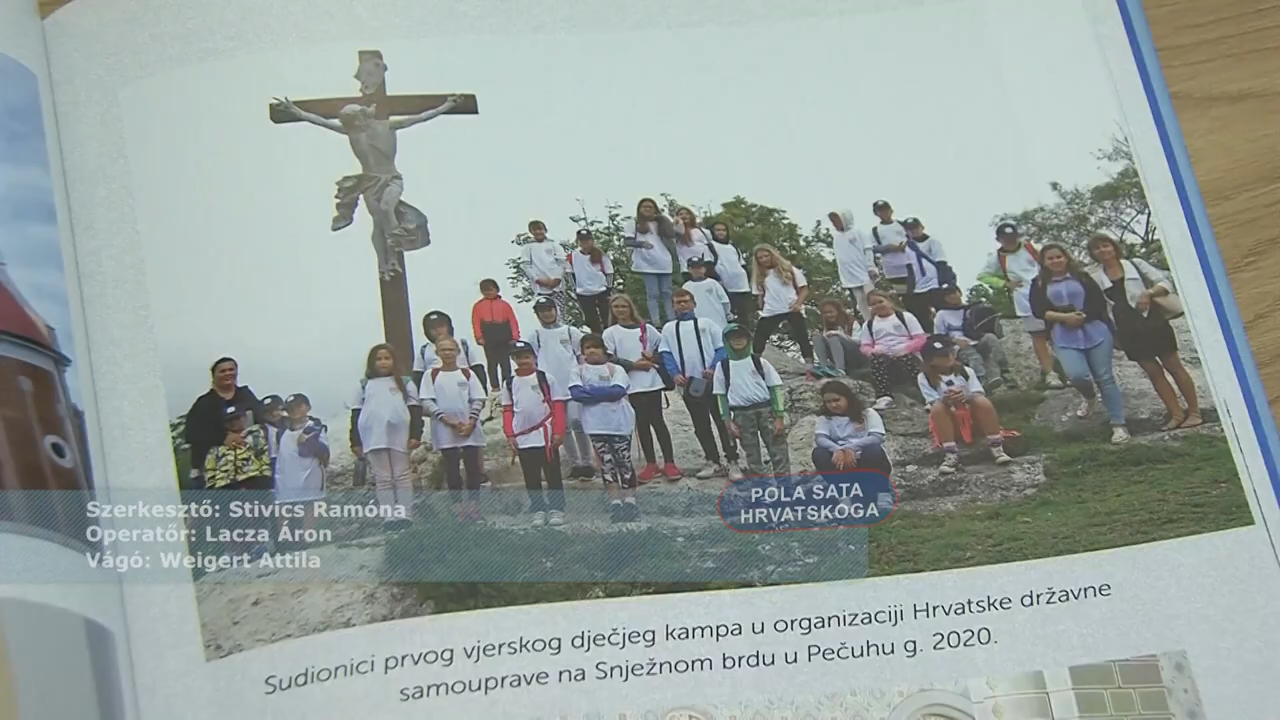 Szerkesztő: Stivics Ramóna
Operatőr: Lacza Áron
Vágó: Weigert Attila
POLA SATA
HRVATSKOGA
Sudionici prvog vjerskog dječjeg kampa u organizaciji Hrvatske državne
samouprave na Snježnom brdu u Pečuhu g. 2020.